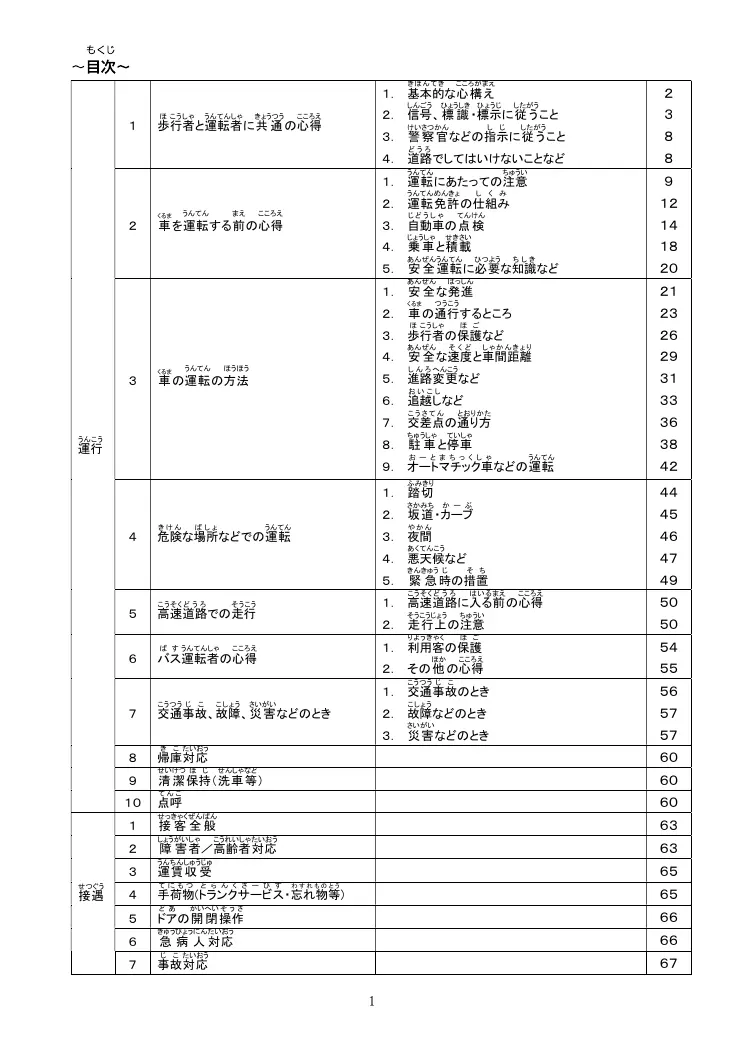 もくじ
～目次～
運行 1 歩行者と運転者に共通の心得 1. 基本的な心構え 2
2. 信号、標識・標示に従うこと 3
3. 警察官などの指示に従うこと 8
4. 道路でしてはいけないことなど 8
2 車を運転する前の心得 1. 運転にあたっての注意 9
2. 運転免許の仕組み 12
3. 自動車の点検 14
4. 乗車と積載 18
5. 安全運転に必要な知識など 20
3 車の運転の方法 1. 安全な発進 21
2. 車の通行するところ 23
3. 歩行者の保護など 26
4. 安全な速度と車間距離 29
5. 進路変更など 31
6. 追越しなど 33
7. 交差点の通り方 36
8. 駐車と停車 38
9. オートマチック車などの運転 42
4 危険な場所などでの運転 1. 踏切 44
2. 坂道・カーブ 45
3. 夜間 46
4. 悪天候など 47
5. 緊急時の措置 49
5 高速道路での走行 1. 高速道路に入る前の心得 50
2. 走行上の注意 50
6 バス運転者の心得 1. 利用客の保護 54
2. その他の心得 55
7 交通事故、故障、災害などのとき 1. 交通事故のとき 56
2. 故障などのとき 57
3. 災害などのとき 57
8 帰庫対応 60
9 清潔保持(洗車等) 60
10 点呼 60
接遇 1 接客全般 63
2 障害者／高齢者対応 63
3 運賃収受 65
4 手荷物(トランクサービス・忘れ物等) 65
5 ドアの開閉操作 66
6 急病人対応 66
7 事故対応 67
1